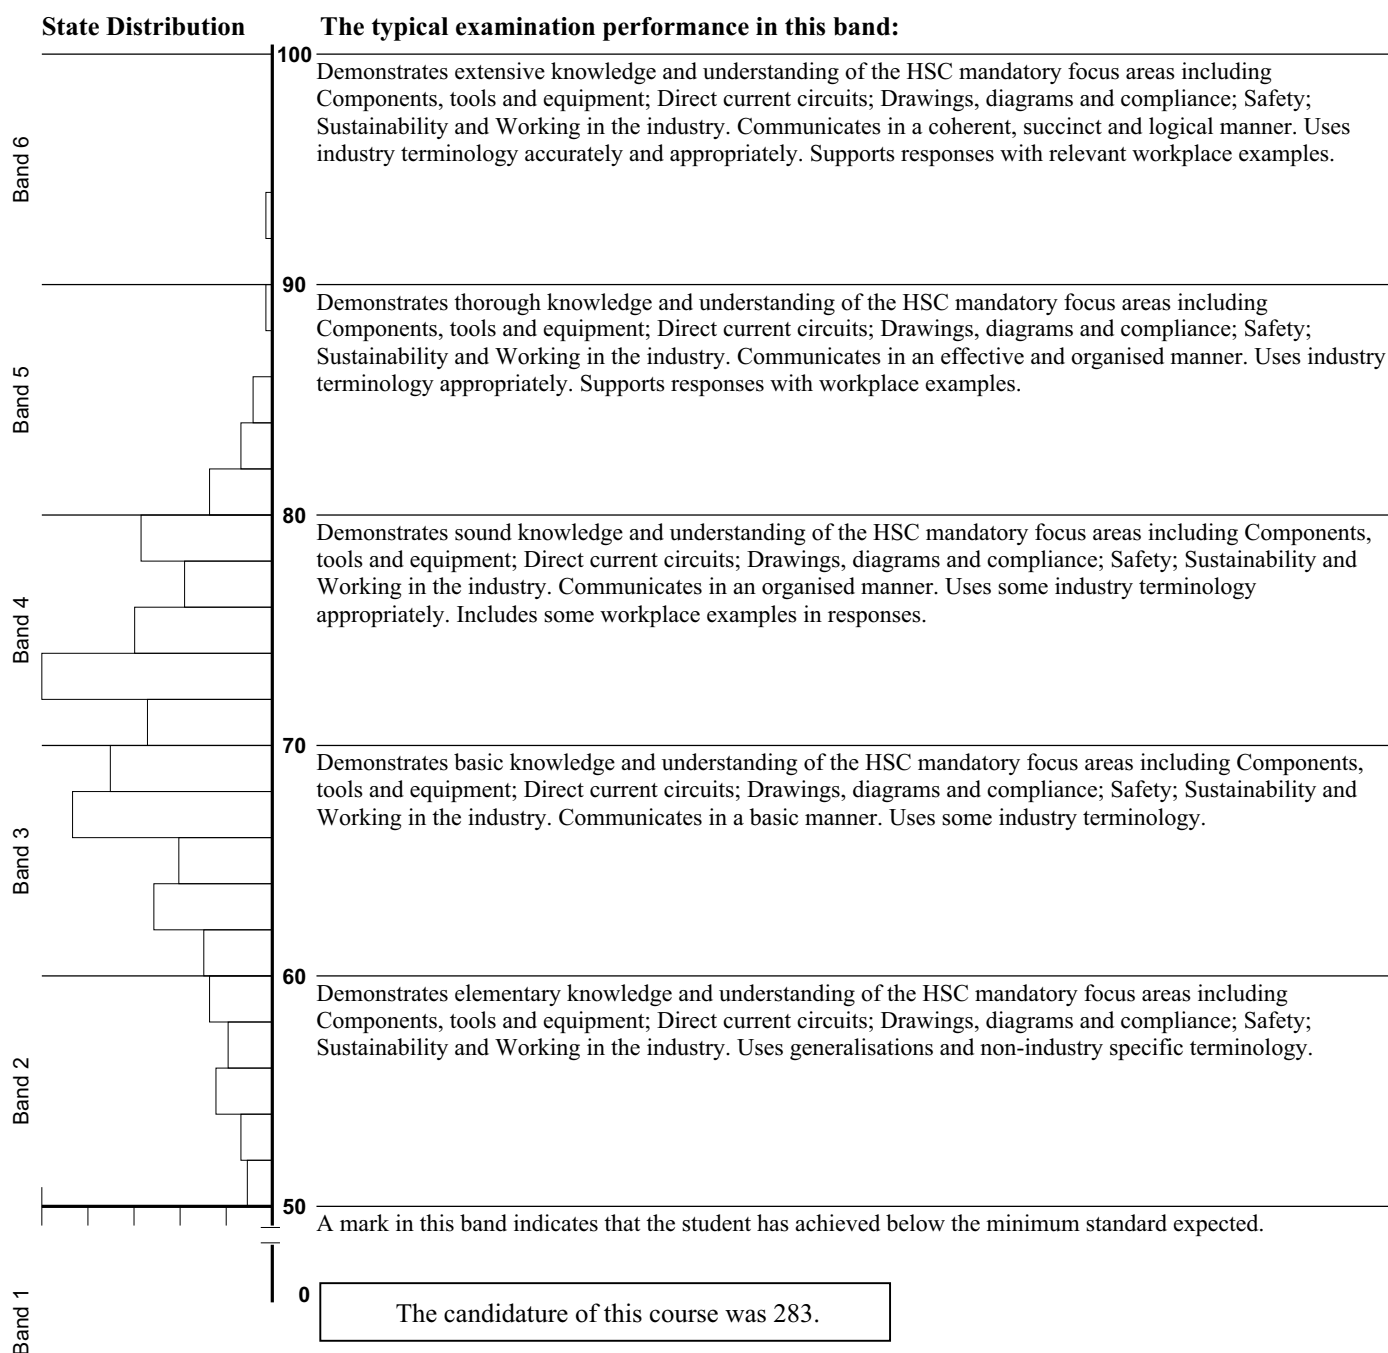 State Distribution
The typical examination performance in this band:
100
Demonstrates extensive knowledge and understanding of the HSC mandatory focus areas including
Components, tools and equipment; Direct current circuits; Drawings, diagrams and compliance; Safety;
Sustainability and Working in the industry. Communicates in a coherent, succinct and logical manner. Uses
industry terminology accurately and appropriately. Supports responses with relevant workplace examples.
Band 6
90
Demonstrates thorough knowledge and understanding of the HSC mandatory focus areas including
Components, tools and equipment; Direct current circuits; Drawings, diagrams and compliance; Safety;
Sustainability and Working in the industry. Communicates in an effective and organised manner. Uses industry
terminology appropriately. Supports responses with workplace examples.
Band 5
80
Demonstrates sound knowledge and understanding of the HSC mandatory focus areas including Components,
tools and equipment; Direct current circuits; Drawings, diagrams and compliance; Safety; Sustainability and
Working in the industry. Communicates in an organised manner. Uses some industry terminology
appropriately. Includes some workplace examples in responses.
Band 4
70
Demonstrates basic knowledge and understanding of the HSC mandatory focus areas including Components,
tools and equipment; Direct current circuits; Drawings, diagrams and compliance; Safety; Sustainability and
Working in the industry. Communicates in a basic manner. Uses some industry terminology.
Band 3
60
Demonstrates elementary knowledge and understanding of the HSC mandatory focus areas including
Components, tools and equipment; Direct current circuits; Drawings, diagrams and compliance; Safety;
Sustainability and Working in the industry. Uses generalisations and non-industry specific terminology.
Band 2
50
A mark in this band indicates that the student has achieved below the minimum standard expected.
0
The candidature of this course was 283.
Band 1